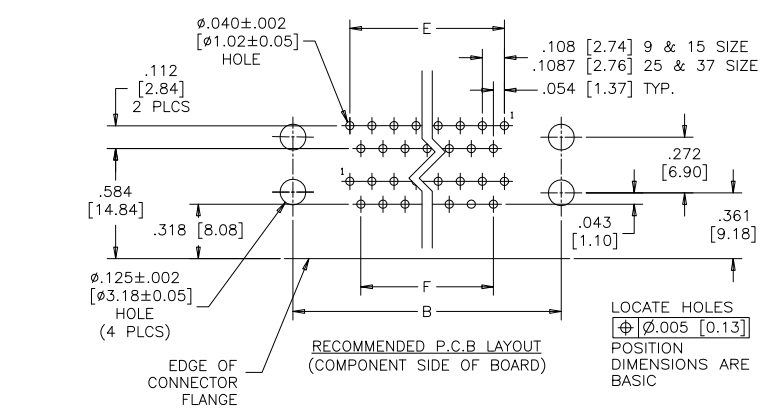 ø.040±.002
[ø1.02±0.05]
HOLE
E
.108 [2.74] 9 & 15 SIZE
.1087 [2.76] 25 & 37 SIZE
.054 [1.37] TYP.
.112
[2.84]
2 PLCS
1
1
.272
[6.90]
.584
[14.84]
.318 [8.08]
.043
[1.10]
.361
[9.18]
ø.125±.002
[ø3.18±0.05]
HOLE
(4 PLCS)
F
B
LOCATE HOLES
⌖ Ø.005 [0.13]
POSITION
DIMENSIONS ARE
BASIC
RECOMMENDED P.C.B LAYOUT
(COMPONENT SIDE OF BOARD)
EDGE OF
CONNECTOR
FLANGE